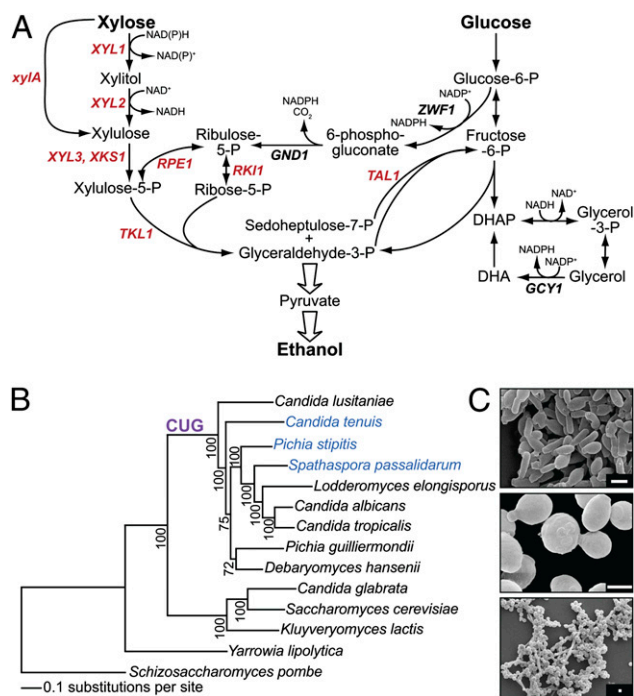 A
Xylose
Glucose
XYL1
NAD(P)H
NAD(P)⁺
xylA
Xylitol
XYL2
NAD⁺
NADH
Xylulose
XYL3, XKS1
Xylulose-5-P
RPE1
Ribulose-
5-P
RKI1
Ribose-5-P
TKL1
NADPH
CO₂
GND1
6-phospho-
gluconate
NADP⁺
NADPH
ZWF1
Glucose-6-P
Fructose
-6-P
TAL1
Sedoheptulose-7-P
+
Glyceraldehyde-3-P
Pyruvate
Ethanol
DHAP
NADH
NAD⁺
Glycerol
-3-P
DHA
NADPH
NADP⁺
GCY1
Glycerol
B
CUG
Candida lusitaniae
Candida tenuis
Pichia stipitis
Spathaspora passalidarum
Lodderomyces elongisporus
Candida albicans
Candida tropicalis
Pichia guilliermondii
Debaryomyces hansenii
Candida glabrata
Saccharomyces cerevisiae
Kluyveromyces lactis
Yarrowia lipolytica
Schizosaccharomyces pombe
100
100
100
100
100
100
75
72
100
100
0.1 substitutions per site
C